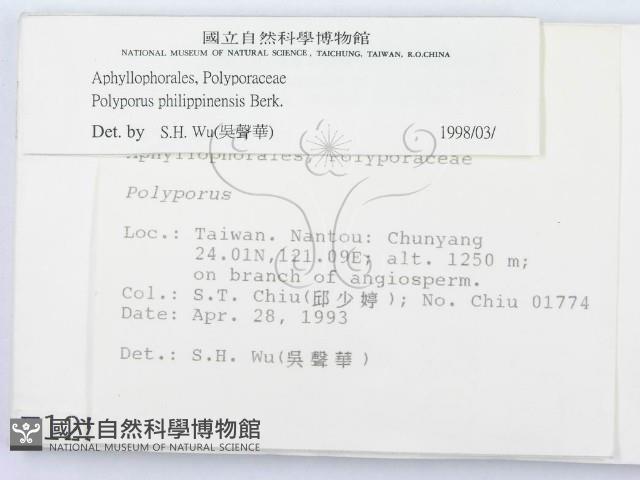 國立自然科學博物館
NATIONAL MUSEUM OF NATURAL SCIENCE, TAICHUNG, TAIWAN, R.O.CHINA
Aphyllophorales, Polyporaceae
Polyporus philippinensis Berk.
Det. by S.H. Wu(吳聲華) 1998/03/
Aphyllophorales, Polyporaceae
Polyporus
Loc.: Taiwan. Nantou: Chunyang
24.01N,121.09E; alt. 1250 m;
on branch of angiosperm.
Col.: S.T. Chiu(邱少婷); No. Chiu 01774
Date: Apr. 28, 1993
Det.: S.H. Wu(吳聲華)
國立自然科學博物館
NATIONAL MUSEUM OF NATURAL SCIENCE